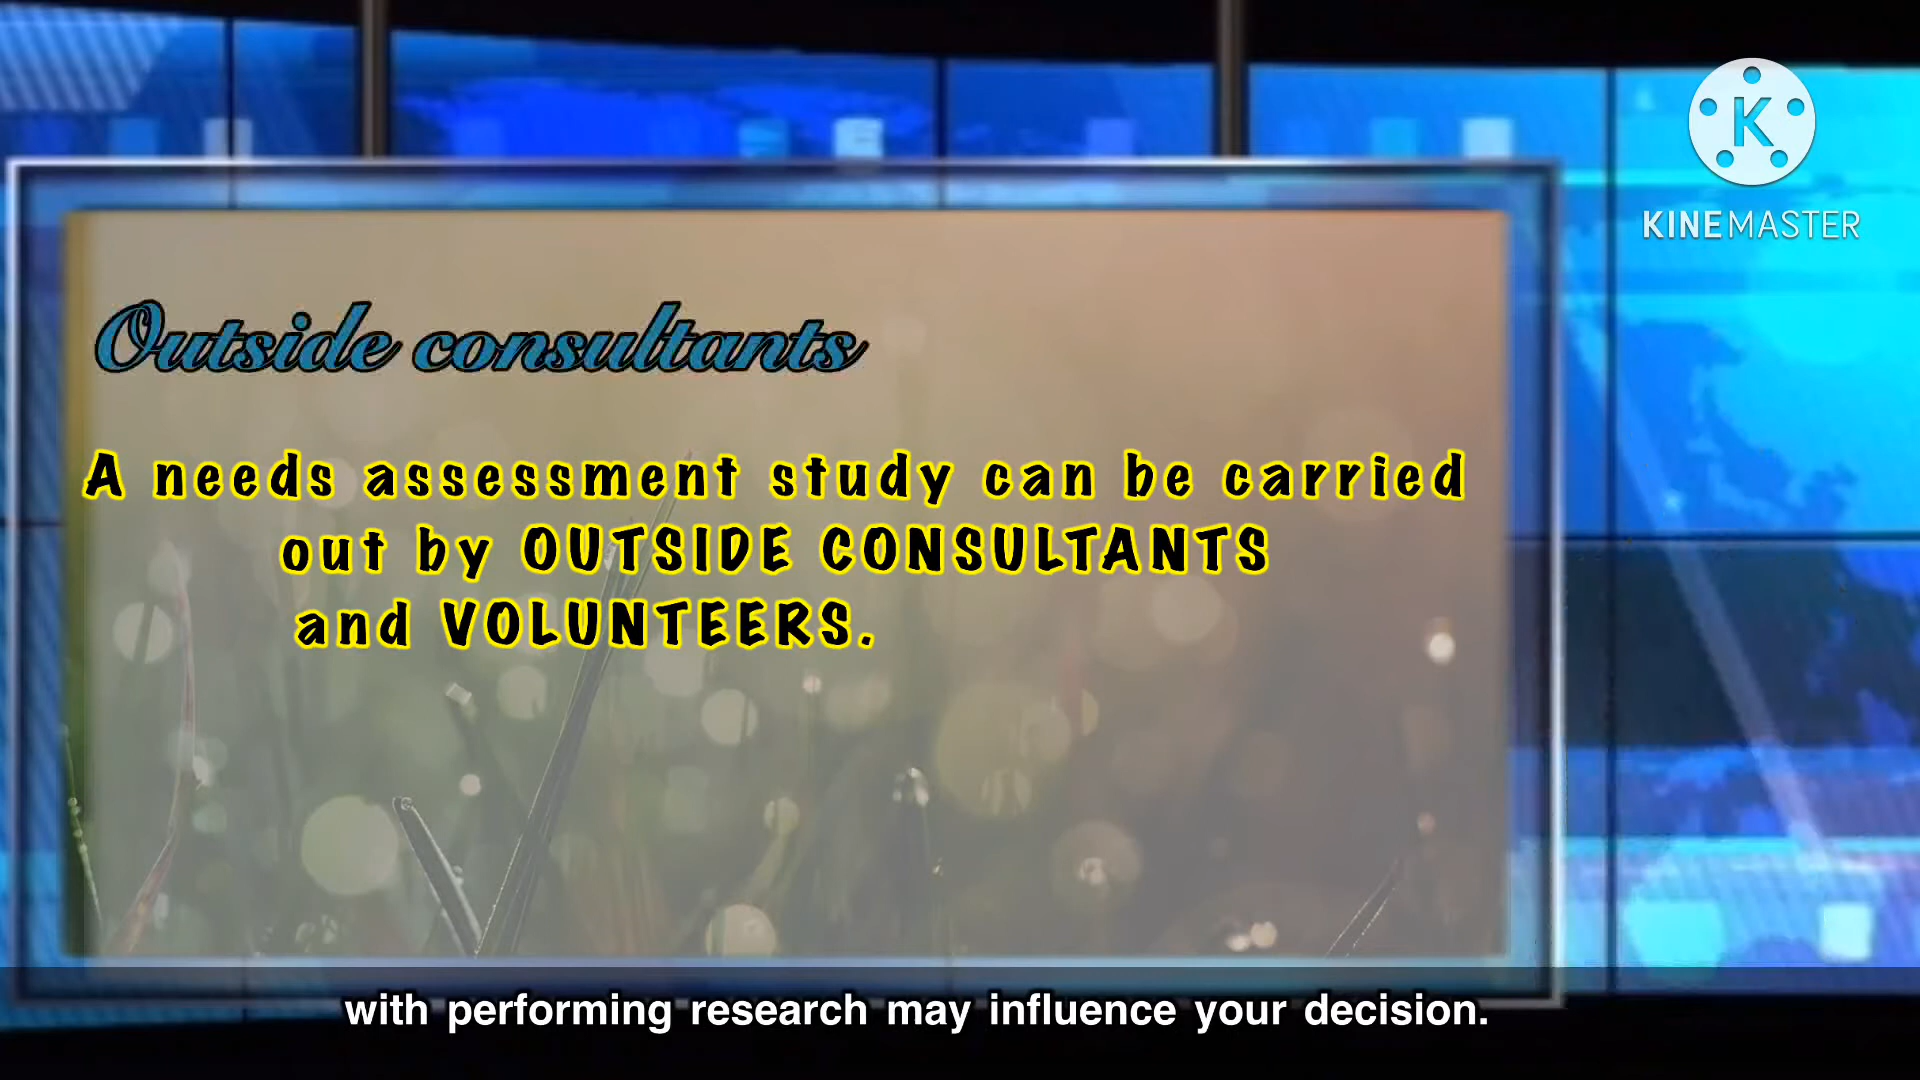 K
KINEMASTER
Outside consultants
A needs assessment study can be carried
out by OUTSIDE CONSULTANTS
and VOLUNTEERS.
with performing research may influence your decision.